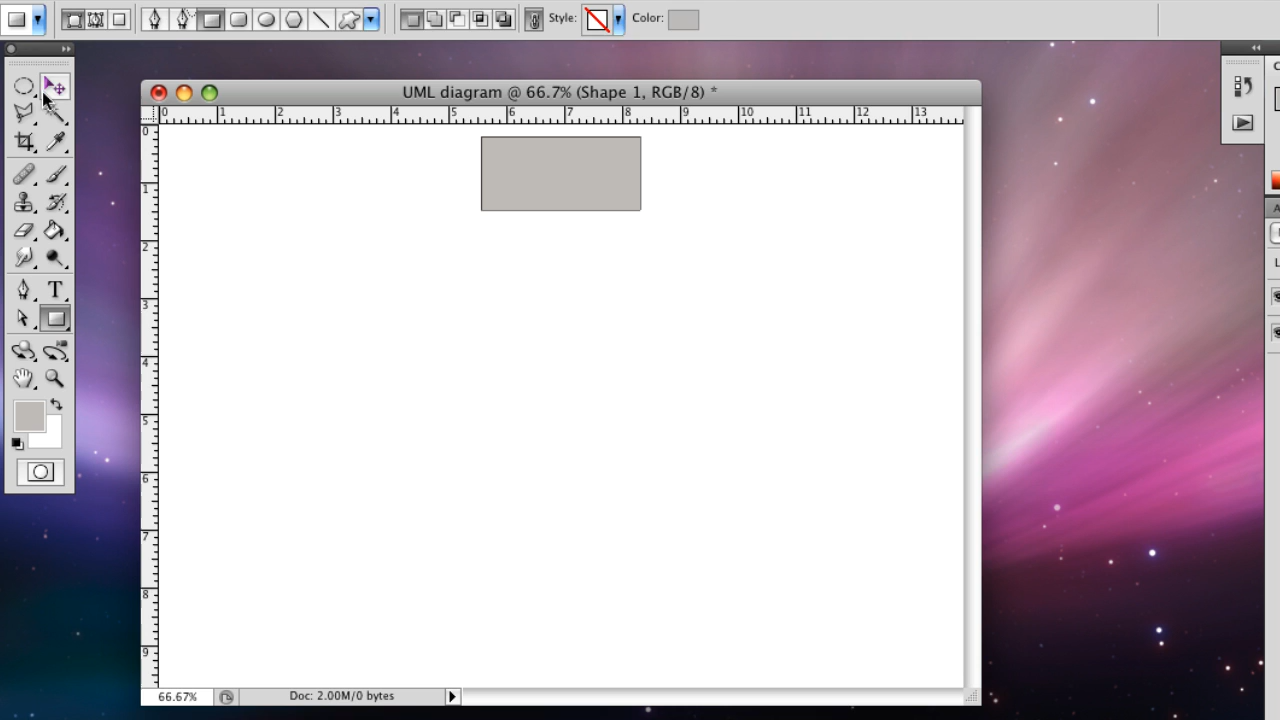 Style:
Color:
UML diagram @ 66.7% (Shape 1, RGB/8) *
0 1 2 3 4 5 6 7 8 9 10 11 12 13
0
1
2
3
4
5
6
7
8
9
T
66.67%
Doc: 2.00M/0 bytes